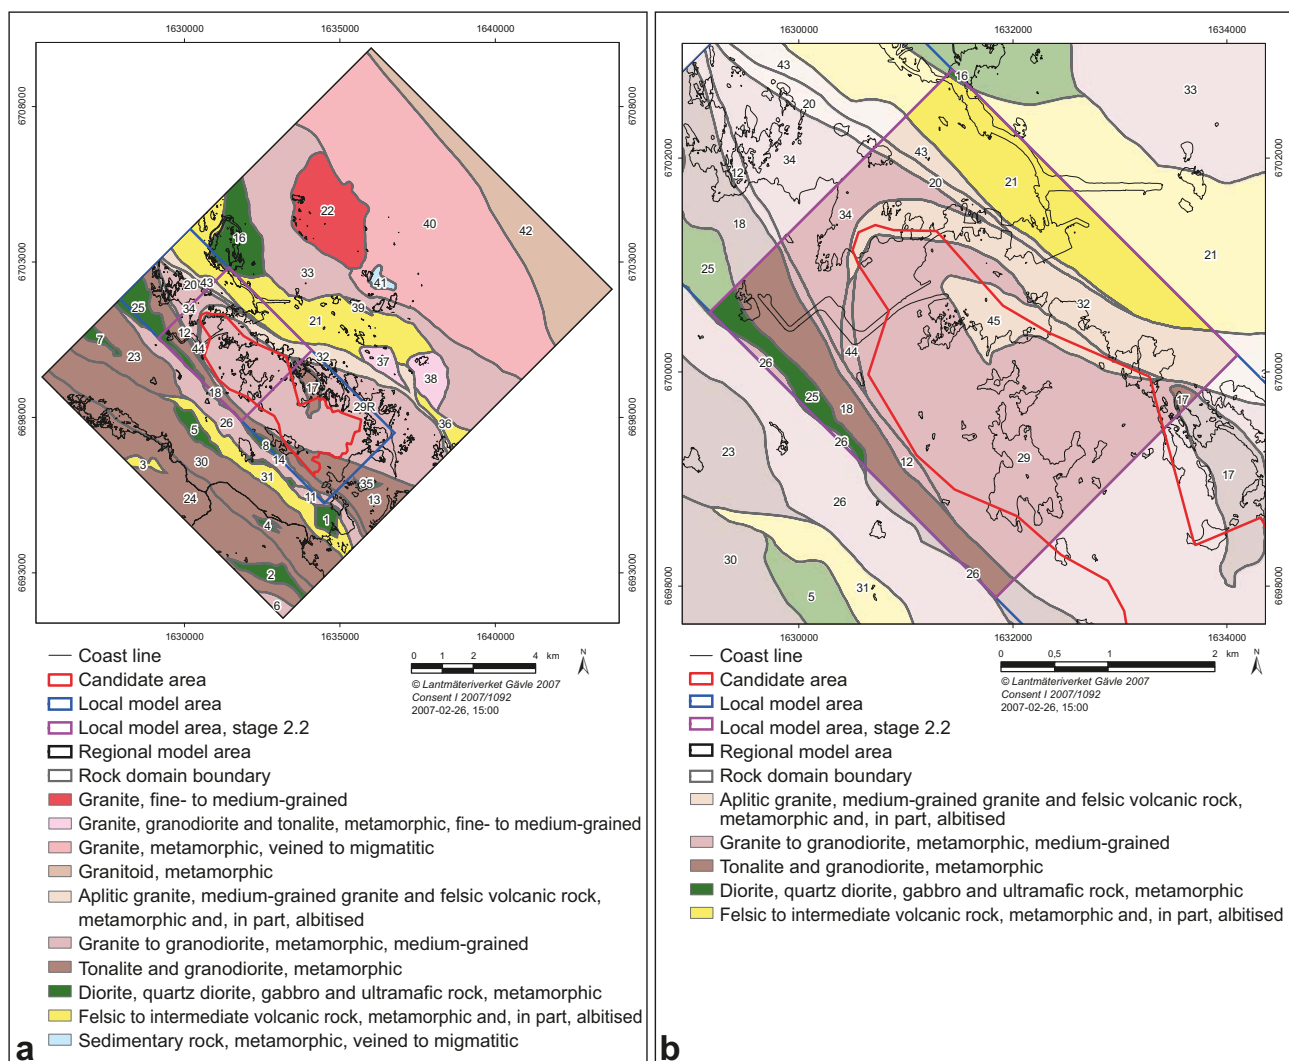 1630000
1635000
1640000
6708000
6708000
6703000
6703000
6698000
6698000
6693000
6693000
22
40
42
16
33
41
20
43
39
25
34
21
7
12
23
44
32
37
17
38
18
29R
26
36
5
8
3
30
14
31
35
24
11
13
4
1
2
6
1630000
1635000
1640000
Coast line
0 1 2 4 km
N
Candidate area
© Lantmäteriverket Gävle 2007
Local model area
Consent I 2007/1092
2007-02-26, 15:00
Local model area, stage 2.2
Regional model area
Rock domain boundary
Granite, fine- to medium-grained
Granite, granodiorite and tonalite, metamorphic, fine- to medium-grained
Granite, metamorphic, veined to migmatitic
Granitoid, metamorphic
Aplitic granite, medium-grained granite and felsic volcanic rock,
metamorphic and, in part, albitised
Granite to granodiorite, metamorphic, medium-grained
Tonalite and granodiorite, metamorphic
Diorite, quartz diorite, gabbro and ultramafic rock, metamorphic
Felsic to intermediate volcanic rock, metamorphic and, in part, albitised
Sedimentary rock, metamorphic, veined to migmatitic
a
1630000
1632000
1634000
6702000
6702000
6700000
6700000
6698000
6698000
43
16
33
20
34
43
12
20
21
34
18
21
25
32
45
44
26
25
18
17
26
23
12
29
17
26
30
26
31
5
1630000
1632000
1634000
Coast line
0 0,5 1 2 km
N
Candidate area
© Lantmäteriverket Gävle 2007
Local model area
Consent I 2007/1092
2007-02-26, 15:00
Local model area, stage 2.2
Regional model area
Rock domain boundary
Aplitic granite, medium-grained granite and felsic volcanic rock,
metamorphic and, in part, albitised
Granite to granodiorite, metamorphic, medium-grained
Tonalite and granodiorite, metamorphic
Diorite, quartz diorite, gabbro and ultramafic rock, metamorphic
Felsic to intermediate volcanic rock, metamorphic and, in part, albitised
b